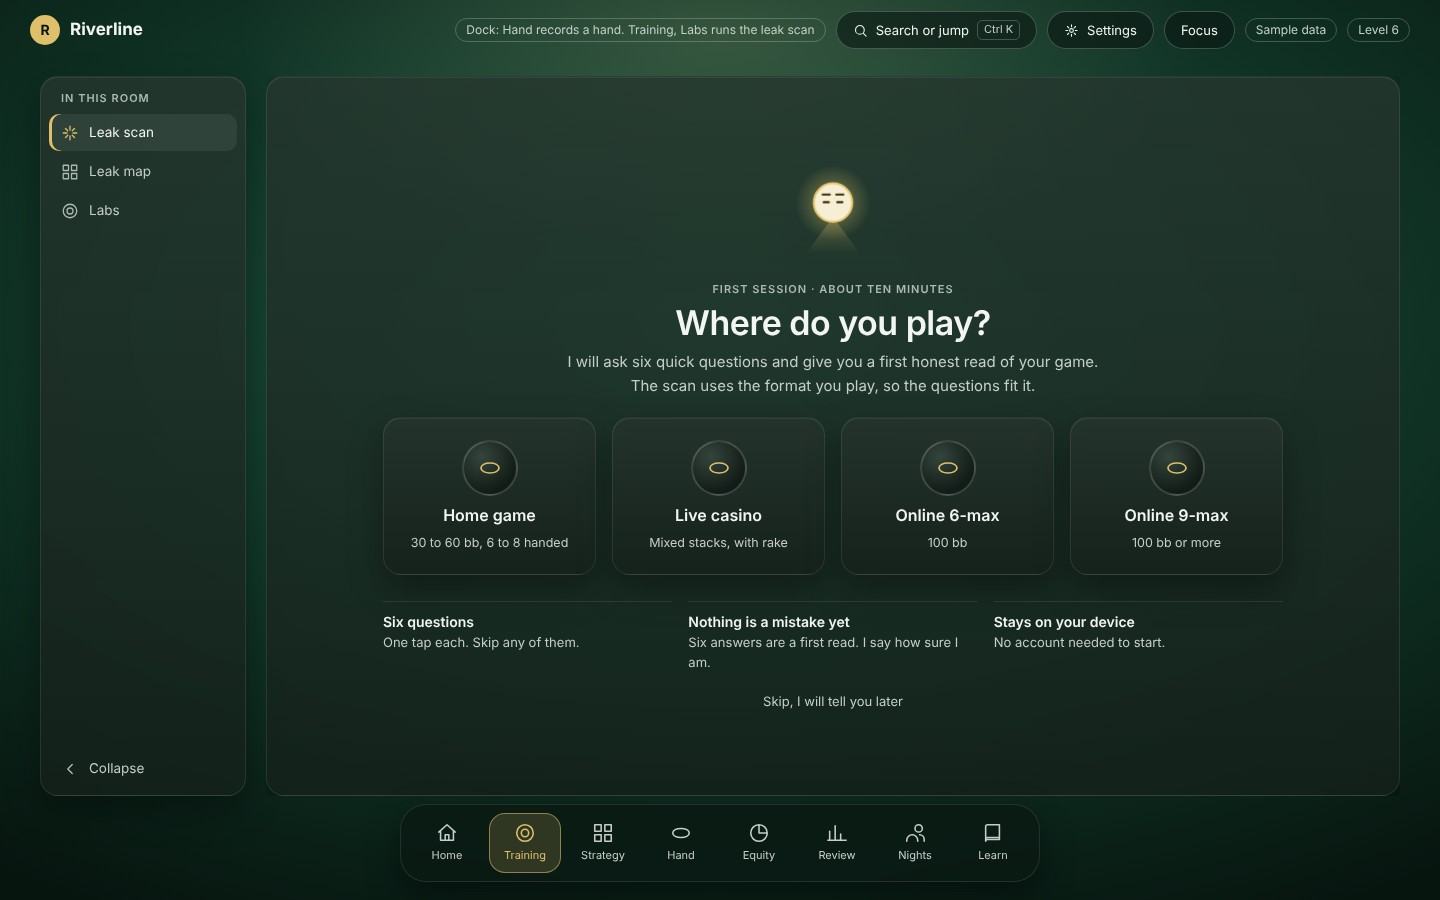 R Riverline
Dock: Hand records a hand. Training, Labs runs the leak scan
Search or jump Ctrl K
Settings
Focus
Sample data
Level 6
IN THIS ROOM
Leak scan
Leak map
Labs
Collapse
FIRST SESSION · ABOUT TEN MINUTES
Where do you play?
I will ask six quick questions and give you a first honest read of your game.
The scan uses the format you play, so the questions fit it.
Home game
30 to 60 bb, 6 to 8 handed
Live casino
Mixed stacks, with rake
Online 6-max
100 bb
Online 9-max
100 bb or more
Six questions
One tap each. Skip any of them.
Nothing is a mistake yet
Six answers are a first read. I say how sure I
am.
Stays on your device
No account needed to start.
Skip, I will tell you later
Home
Training
Strategy
Hand
Equity
Review
Nights
Learn